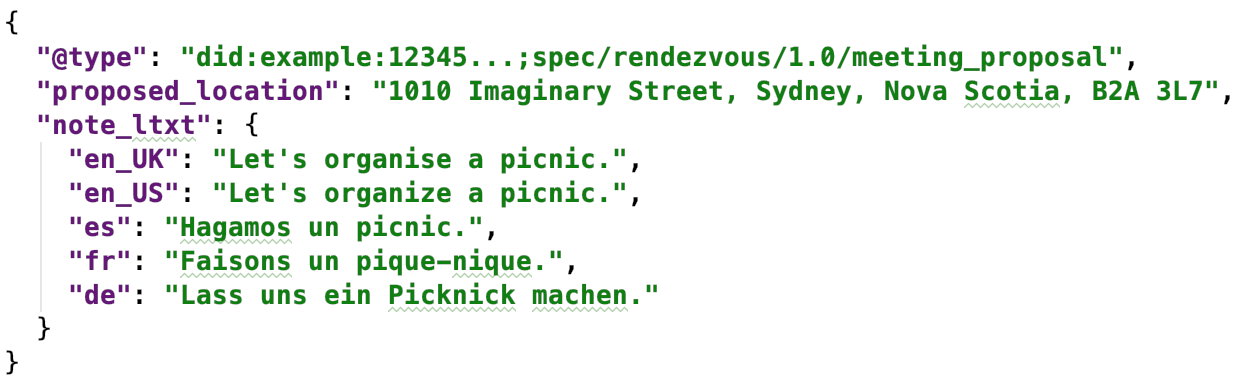 {
  "@type": "did:example:12345...;spec/rendezvous/1.0/meeting_proposal",
  "proposed_location": "1010 Imaginary Street, Sydney, Nova Scotia, B2A 3L7",
  "note_ltxt": {
    "en_UK": "Let's organise a picnic.",
    "en_US": "Let's organize a picnic.",
    "es": "Hagamos un picnic.",
    "fr": "Faisons un pique-nique.",
    "de": "Lass uns ein Picknick machen."
  }
}